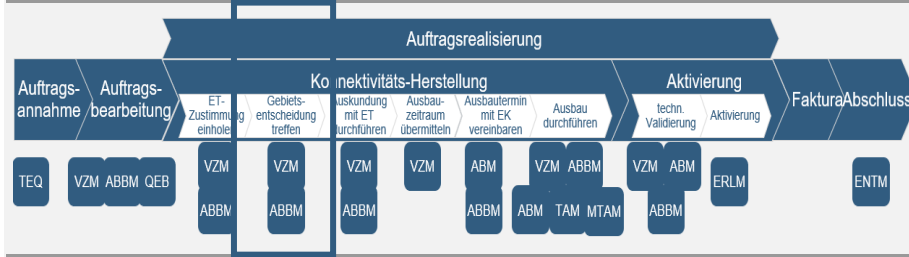 Auftragsrealisierung
Auftrags-
annahme
Auftrags-
bearbeitung
Konnektivitäts-Herstellung
Aktivierung
Faktura
Abschluss
ET-
Zustimmung
einholen
Gebiets-
entscheidung
treffen
Auskundung
mit ET
durchführen
Ausbau-
zeitraum
übermitteln
Ausbautermin
mit EK
vereinbaren
Ausbau
durchführen
techn.
Validierung
Aktivierung
TEQ
VZM
ABBM
QEB
VZM
ABBM
VZM
ABBM
VZM
ABBM
VZM
ABM
ABBM
VZM
ABBM
ABM
TAM
MTAM
VZM
ABM
ABBM
ERLM
ENTM